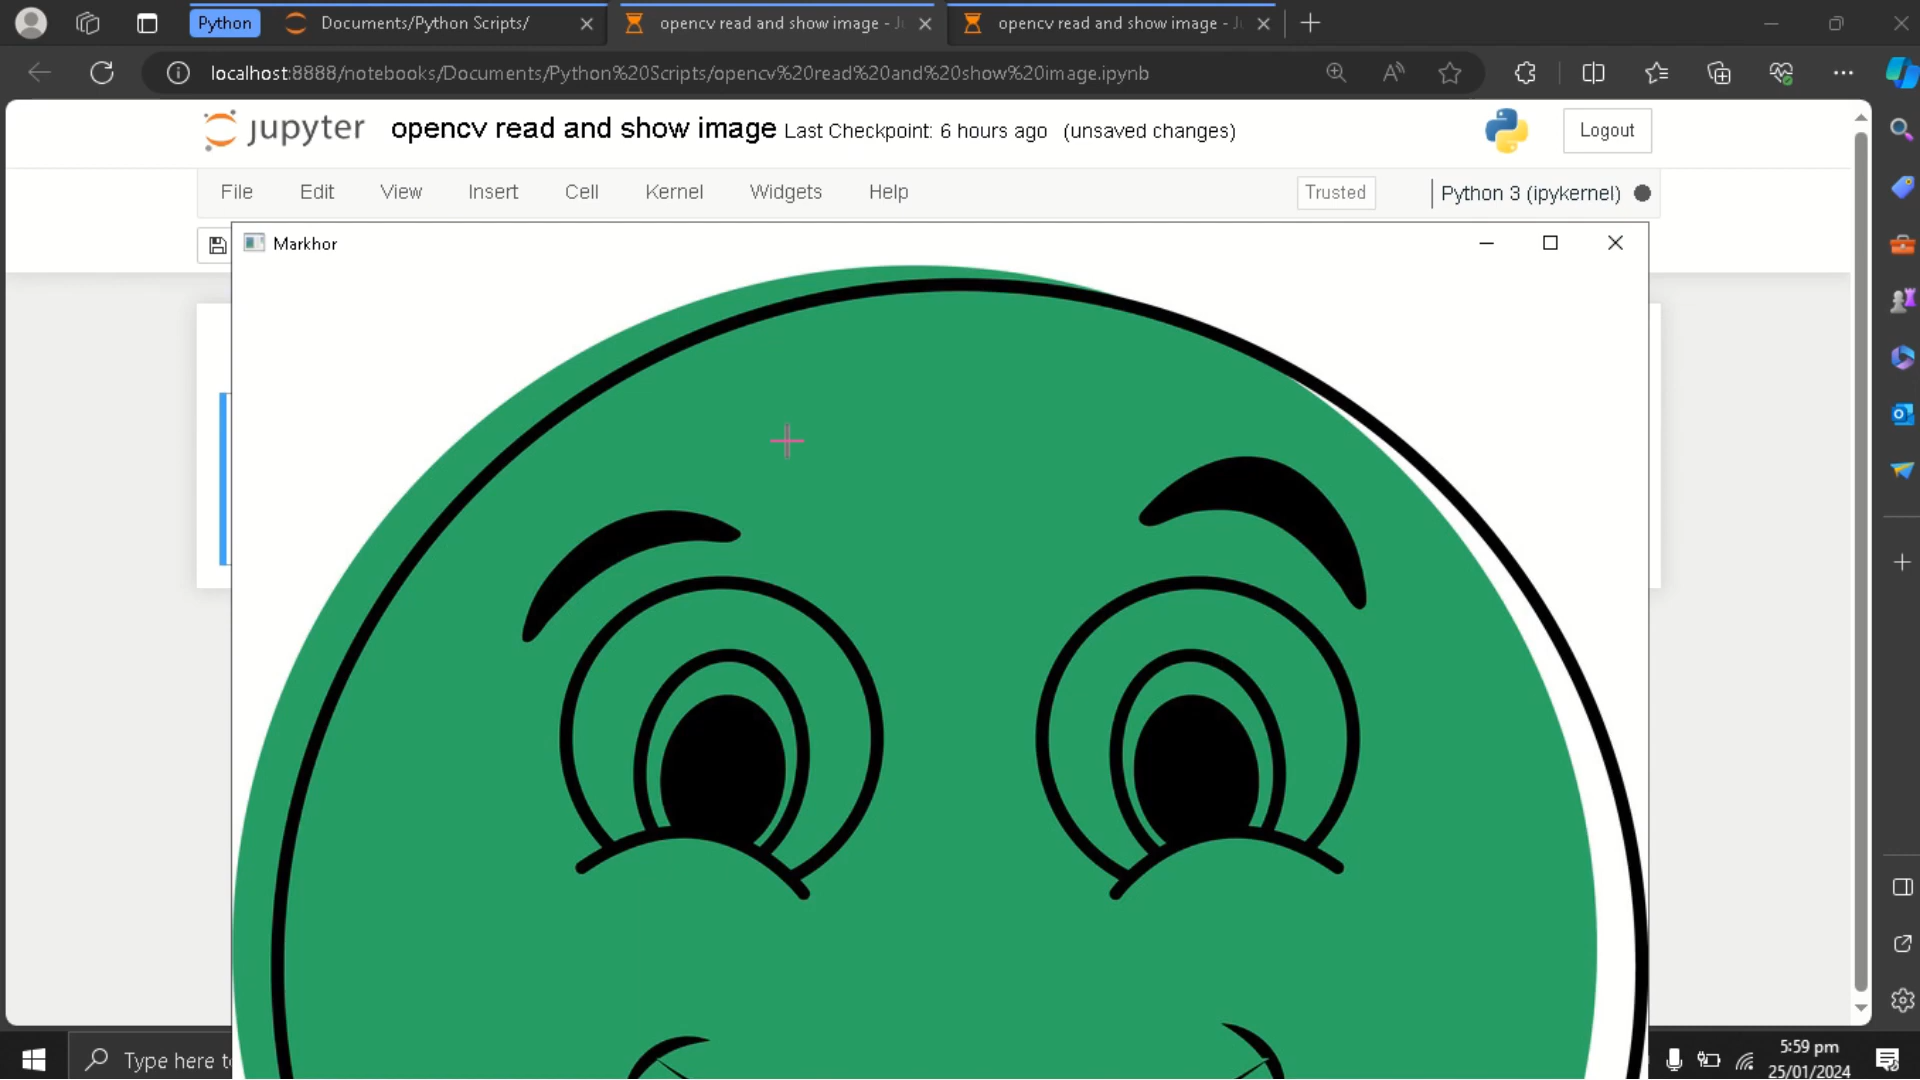 Python
Documents/Python Scripts/
opencv read and show image - Ju
opencv read and show image - Ju
localhost:8888/notebooks/Documents/Python%20Scripts/opencv%20read%20and%20show%20image.ipynb
jupyter opencv read and show image Last Checkpoint: 6 hours ago (unsaved changes)
Logout
File Edit View Insert Cell Kernel Widgets Help
Trusted
Python 3 (ipykernel)
Markhor
Type here t
5:59 pm
25/01/2024